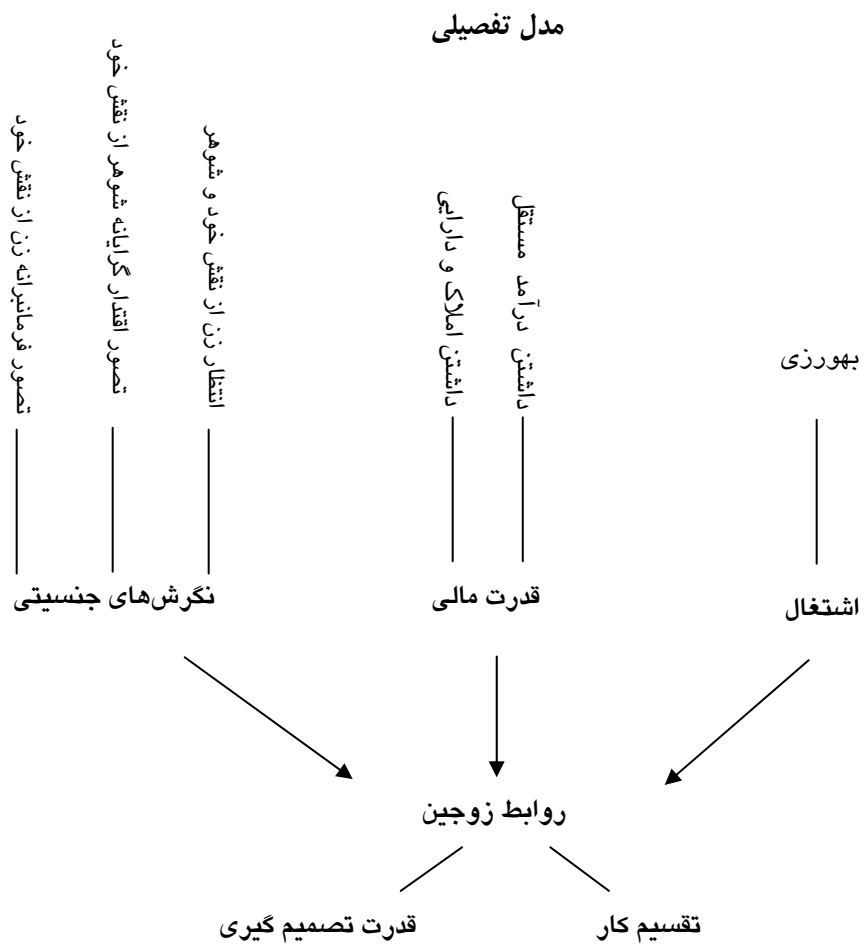 مدل تفصیلی
بهورزی
داشتن درآمد مستقل
داشتن املاک و دارایی
انتظار زن از نقش خود و شوهر
تصور اقتدار گرایانه شوهر از نقش خود
تصور فرمانبرانه زن از نقش خود
اشتغال
قدرت مالی
نگرش‌های جنسیتی
روابط زوجین
تقسیم کار
قدرت تصمیم گیری